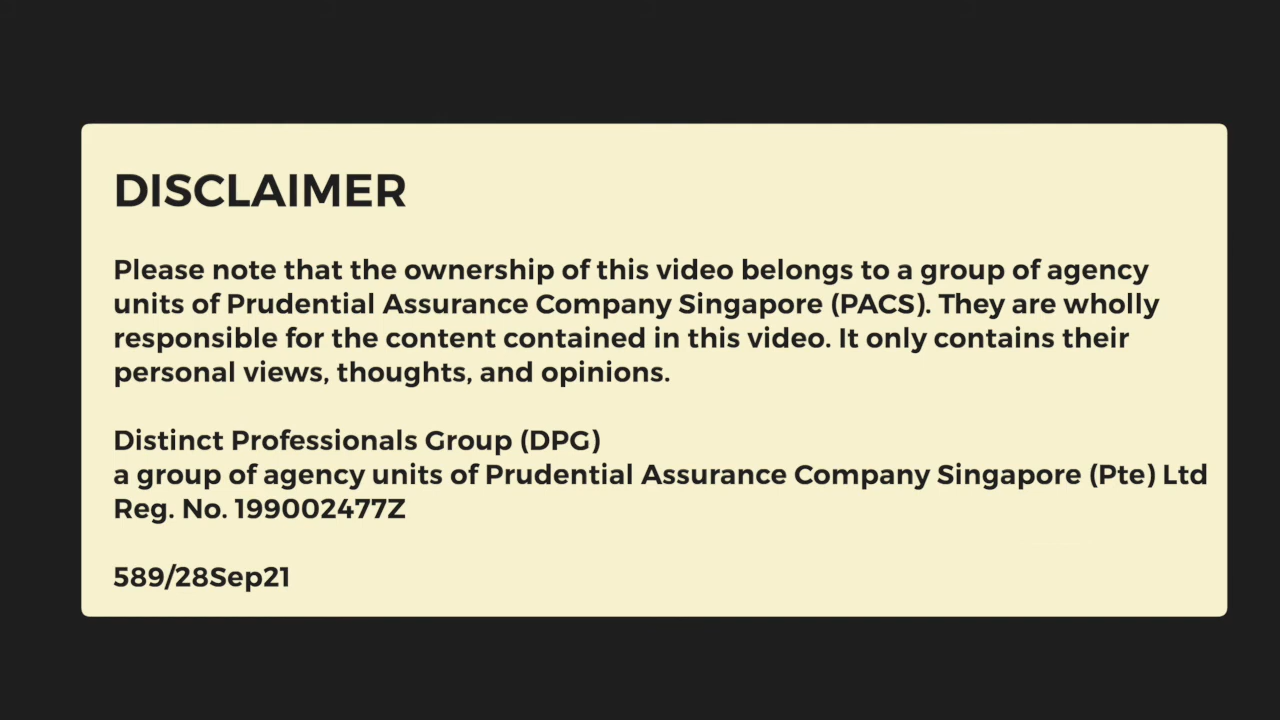 DISCLAIMER
Please note that the ownership of this video belongs to a group of agency
units of Prudential Assurance Company Singapore (PACS). They are wholly
responsible for the content contained in this video. It only contains their
personal views, thoughts, and opinions.
Distinct Professionals Group (DPG)
a group of agency units of Prudential Assurance Company Singapore (Pte) Ltd
Reg. No. 199002477Z
589/28Sep21